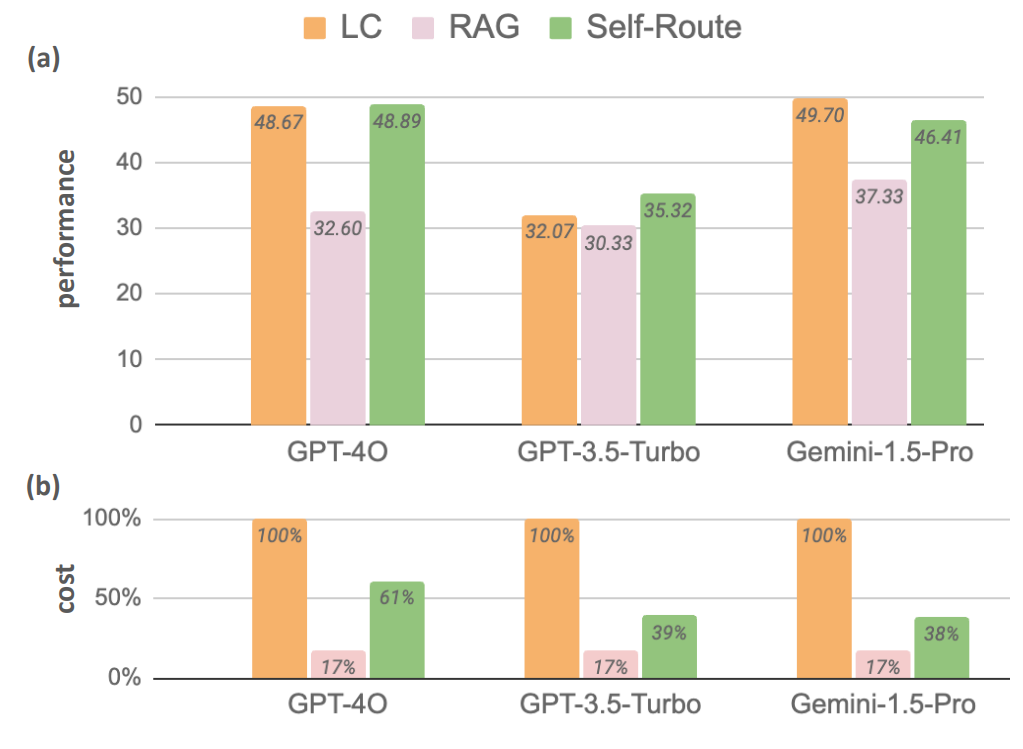 LC RAG Self-Route
(a)
performance
50
40
30
20
10
0
48.67 32.60 48.89
32.07 30.33 35.32
49.70 37.33 46.41
GPT-4O GPT-3.5-Turbo Gemini-1.5-Pro
(b)
cost
100%
50%
0%
100% 17% 61%
100% 17% 39%
100% 17% 38%
GPT-4O GPT-3.5-Turbo Gemini-1.5-Pro